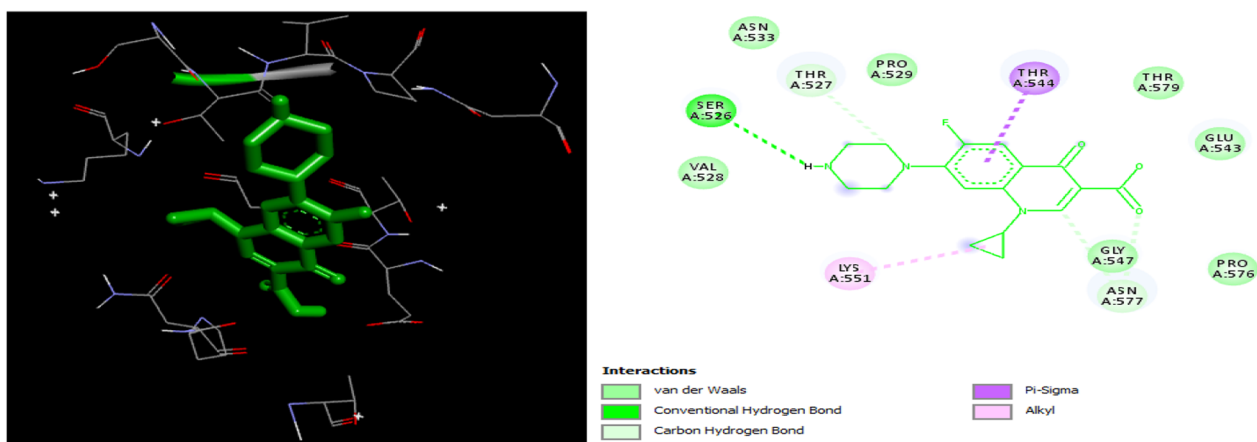 ASN
A:533
THR
A:527
PRO
A:529
THR
A:544
THR
A:579
SER
A:526
GLU
A:543
VAL
A:528
F
O
H
N
N
O
N
O
LYS
A:551
GLY
A:547
ASN
A:577
PRO
A:576
Interactions
van der Waals
Conventional Hydrogen Bond
Carbon Hydrogen Bond
Pi-Sigma
Alkyl